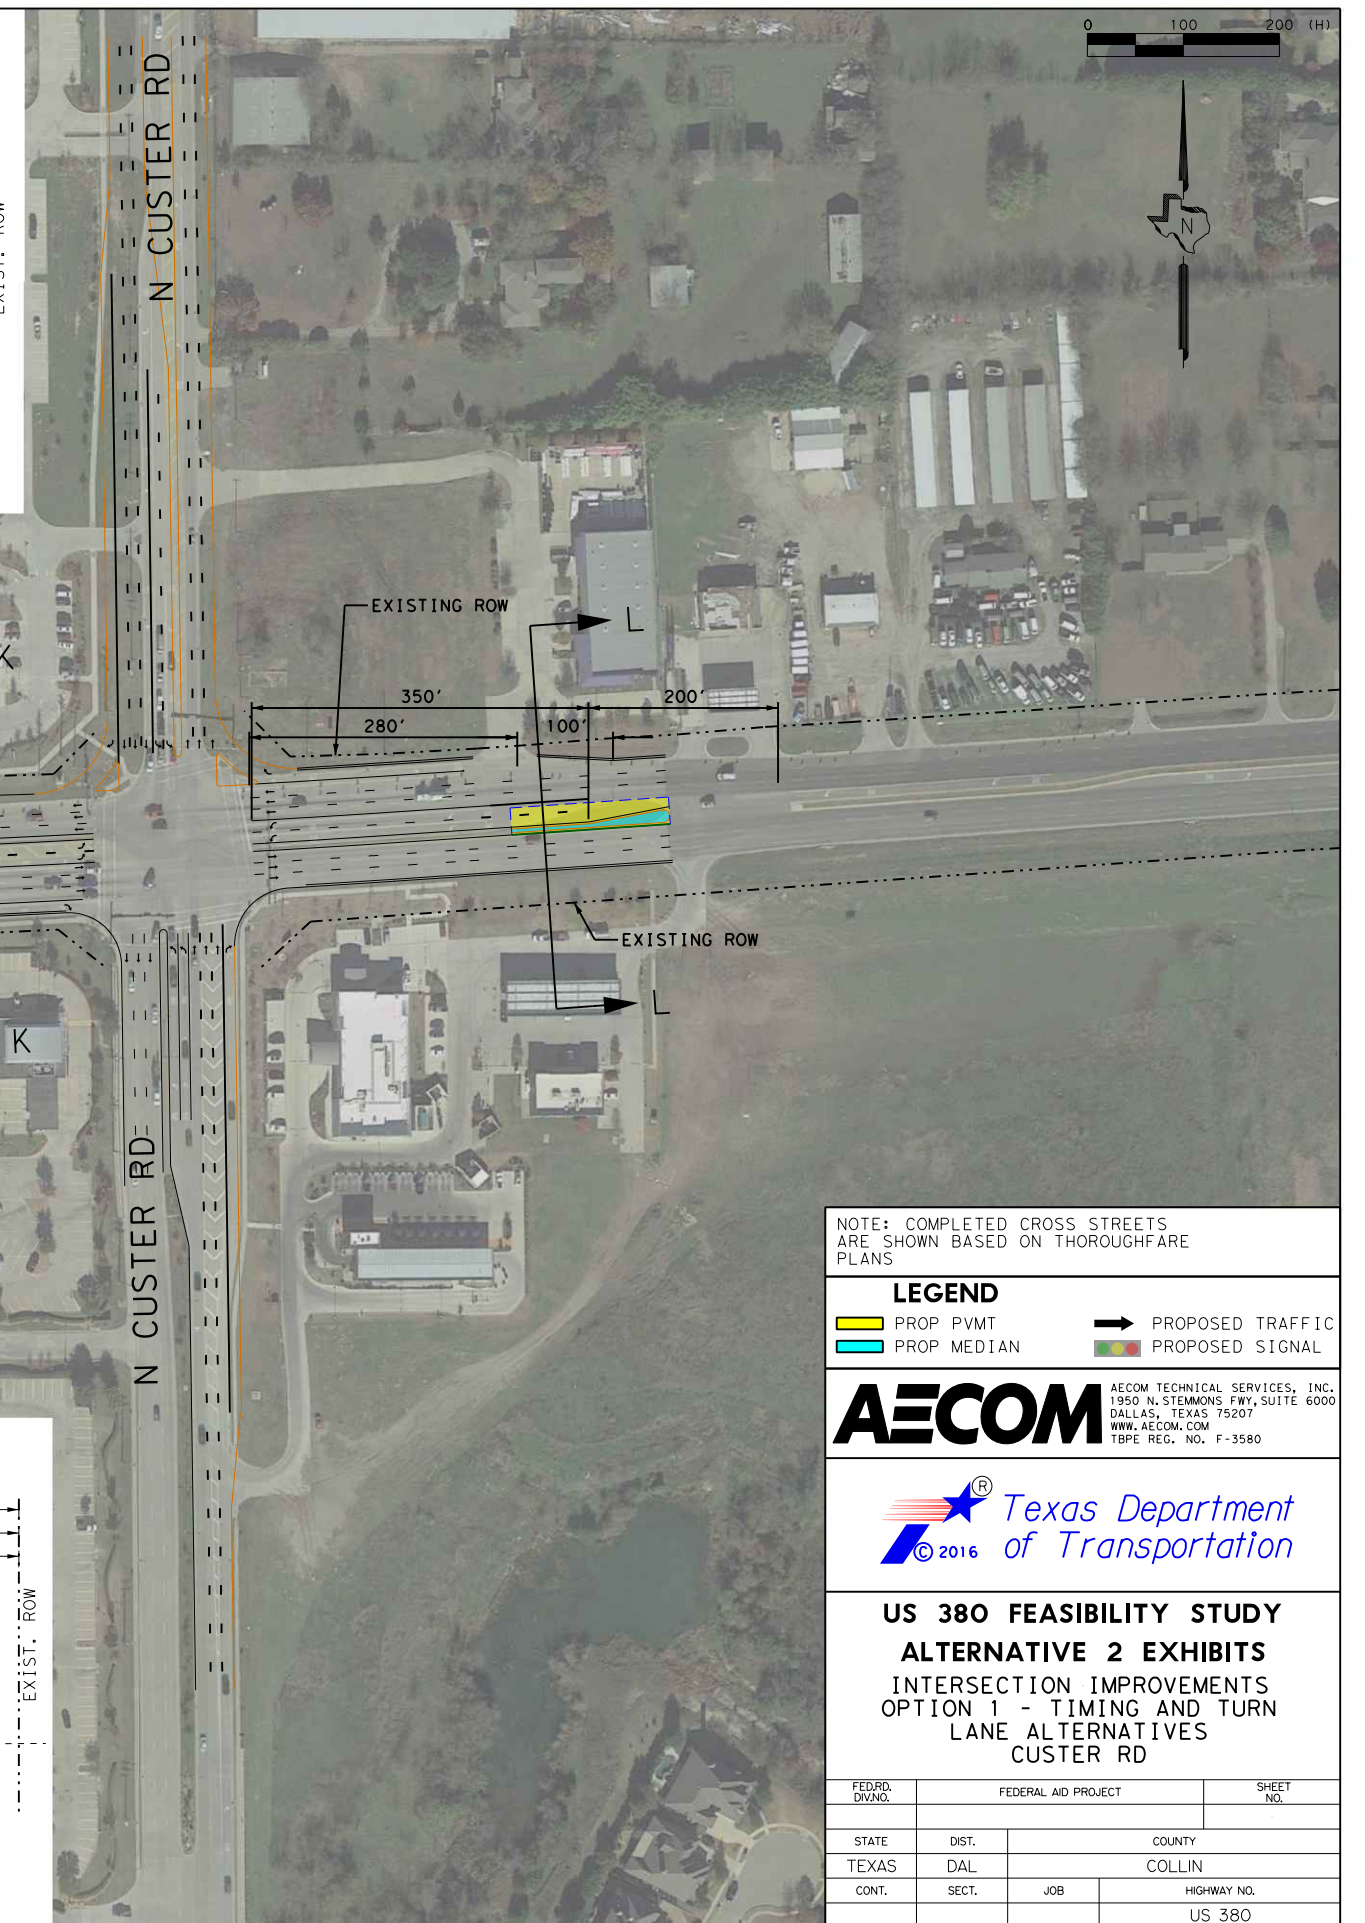 0 100 200 (H)
N CUSTER RD
EXIST. ROW
N
EXISTING ROW
L
350'
200'
280'
100'
K
EXISTING ROW
L
K
N CUSTER RD
EXIST. ROW
NOTE: COMPLETED CROSS STREETS
ARE SHOWN BASED ON THOROUGHFARE
PLANS
LEGEND
PROP PVMT
PROPOSED TRAFFIC
PROP MEDIAN
PROPOSED SIGNAL
AECOM
AECOM TECHNICAL SERVICES, INC.
1950 N. STEMMONS FWY, SUITE 6000
DALLAS, TEXAS 75207
WWW.AECOM.COM
TBPE REG. NO. F-3580
® Texas Department
© 2016 of Transportation
US 380 FEASIBILITY STUDY
ALTERNATIVE 2 EXHIBITS
INTERSECTION IMPROVEMENTS
OPTION 1 - TIMING AND TURN
LANE ALTERNATIVES
CUSTER RD
FED.RD.
DIV.NO.
FEDERAL AID PROJECT
SHEET
NO.
STATE DIST. COUNTY
TEXAS DAL COLLIN
CONT. SECT. JOB HIGHWAY NO.
US 380